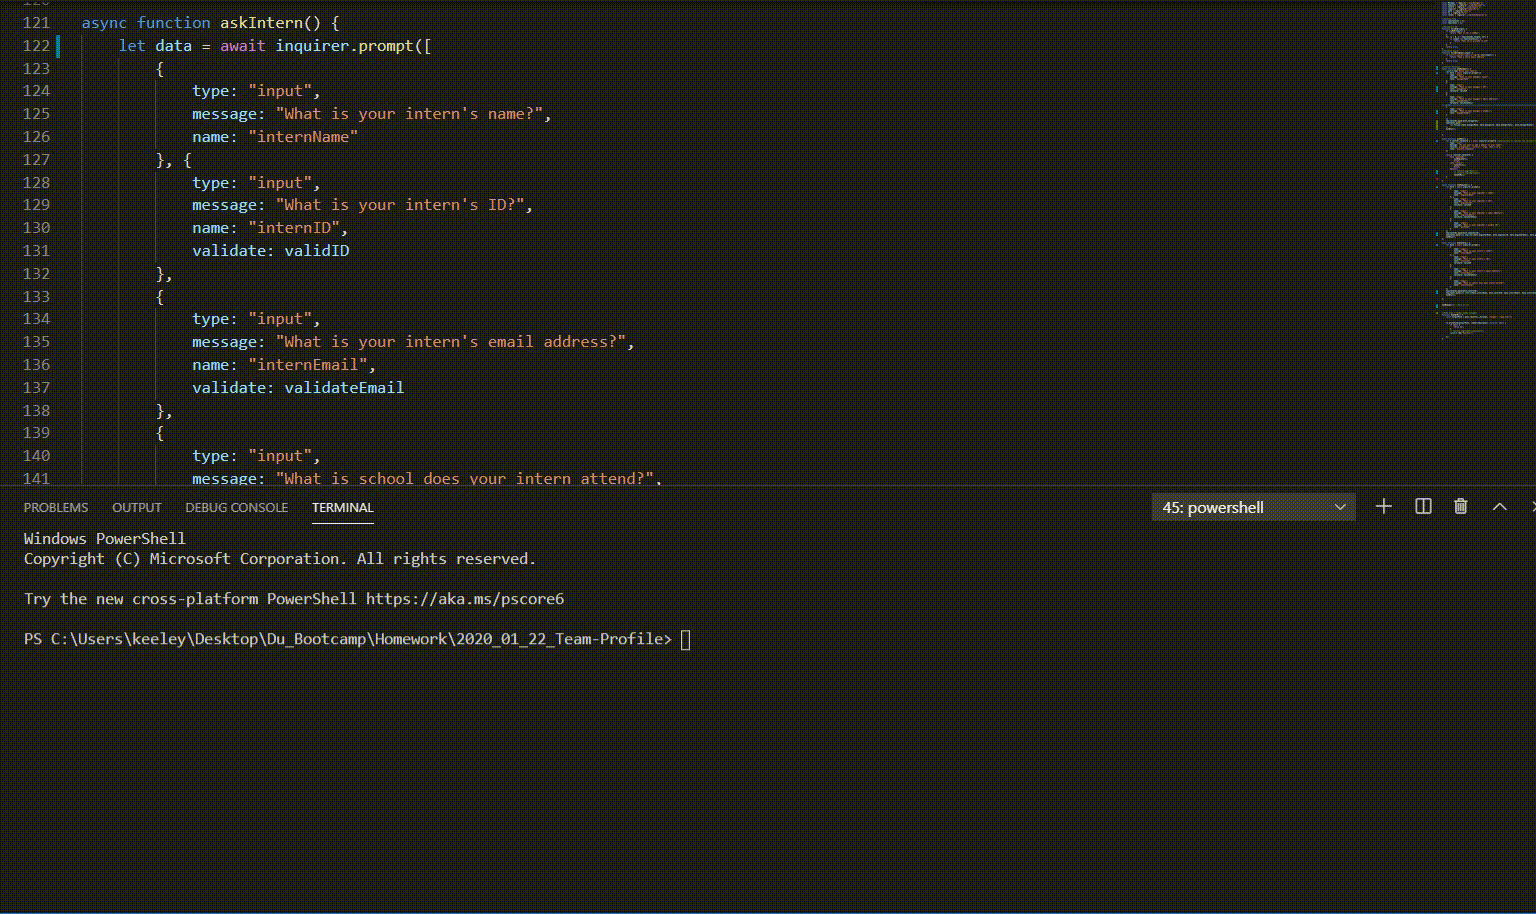 121 async function askIntern() {
122 let data = await inquirer.prompt([
123 {
124 type: "input",
125 message: "What is your intern's name?",
126 name: "internName"
127 }, {
128 type: "input",
129 message: "What is your intern's ID?",
130 name: "internID",
131 validate: validID
132 },
133 {
134 type: "input",
135 message: "What is your intern's email address?",
136 name: "internEmail",
137 validate: validateEmail
138 },
139 {
140 type: "input",
141 message: "What is school does your intern attend?",
PROBLEMS OUTPUT DEBUG CONSOLE TERMINAL 45: powershell
Windows PowerShell
Copyright (C) Microsoft Corporation. All rights reserved.
Try the new cross-platform PowerShell https://aka.ms/pscore6
PS C:\Users\keeley\Desktop\Du_Bootcamp\Homework\2020_01_22_Team-Profile>